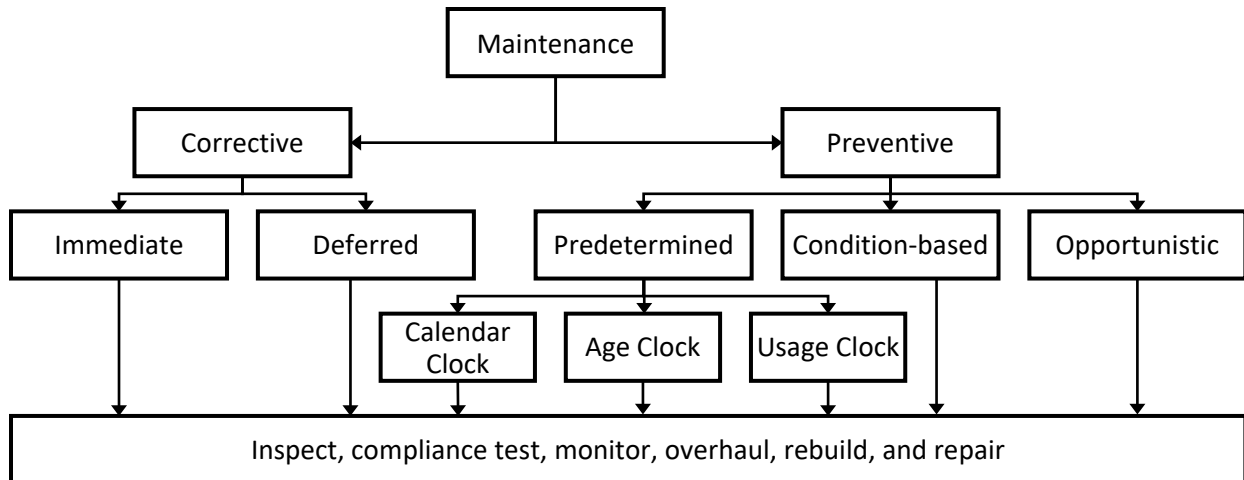 Maintenance
Corrective
Preventive
Immediate
Deferred
Predetermined
Condition-based
Opportunistic
Calendar
Clock
Age Clock
Usage Clock
Inspect, compliance test, monitor, overhaul, rebuild, and repair